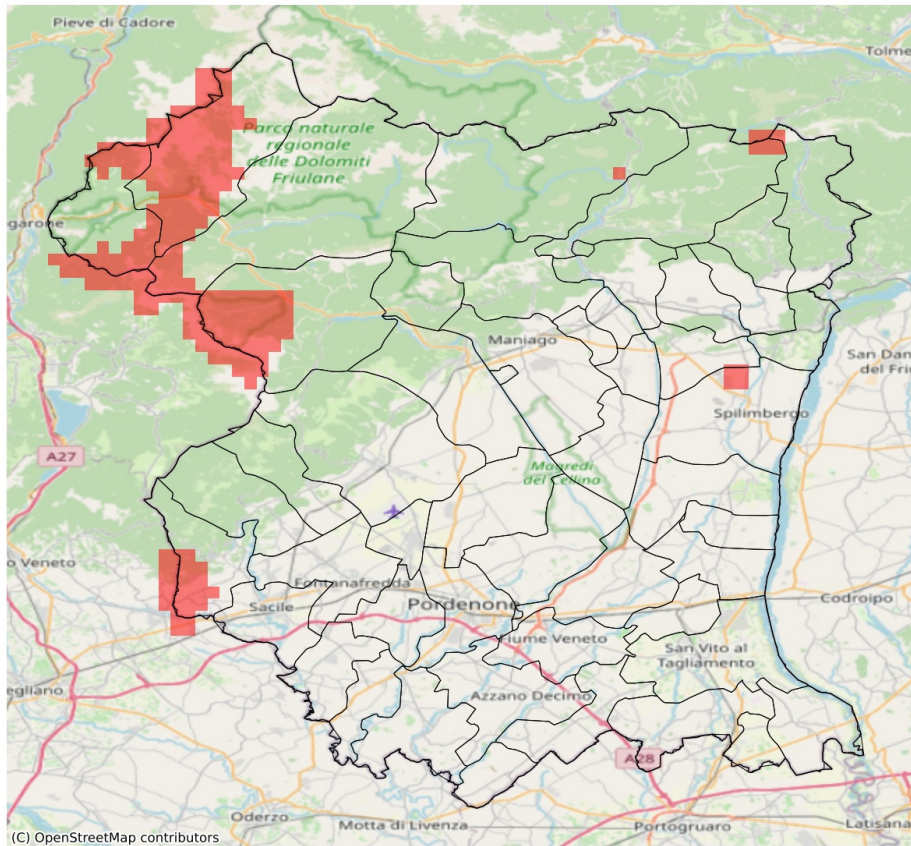 Pieve di Cadore
Tolme
Parco naturale
regionale
delle Dolomiti
Friulane
garone
Maniago
San Dan
del Friu
Spilimbergo
A27
Magredi
del Cellina
o Veneto
Fontanafredda
Sacile
Pordenone
Codroipo
Fiume Veneto
San Vito al
Tagliamento
egliano
Azzano Decimo
A28
Oderzo
Motta di Livenza
Portogruaro
Latisana
(C) OpenStreetMap contributors